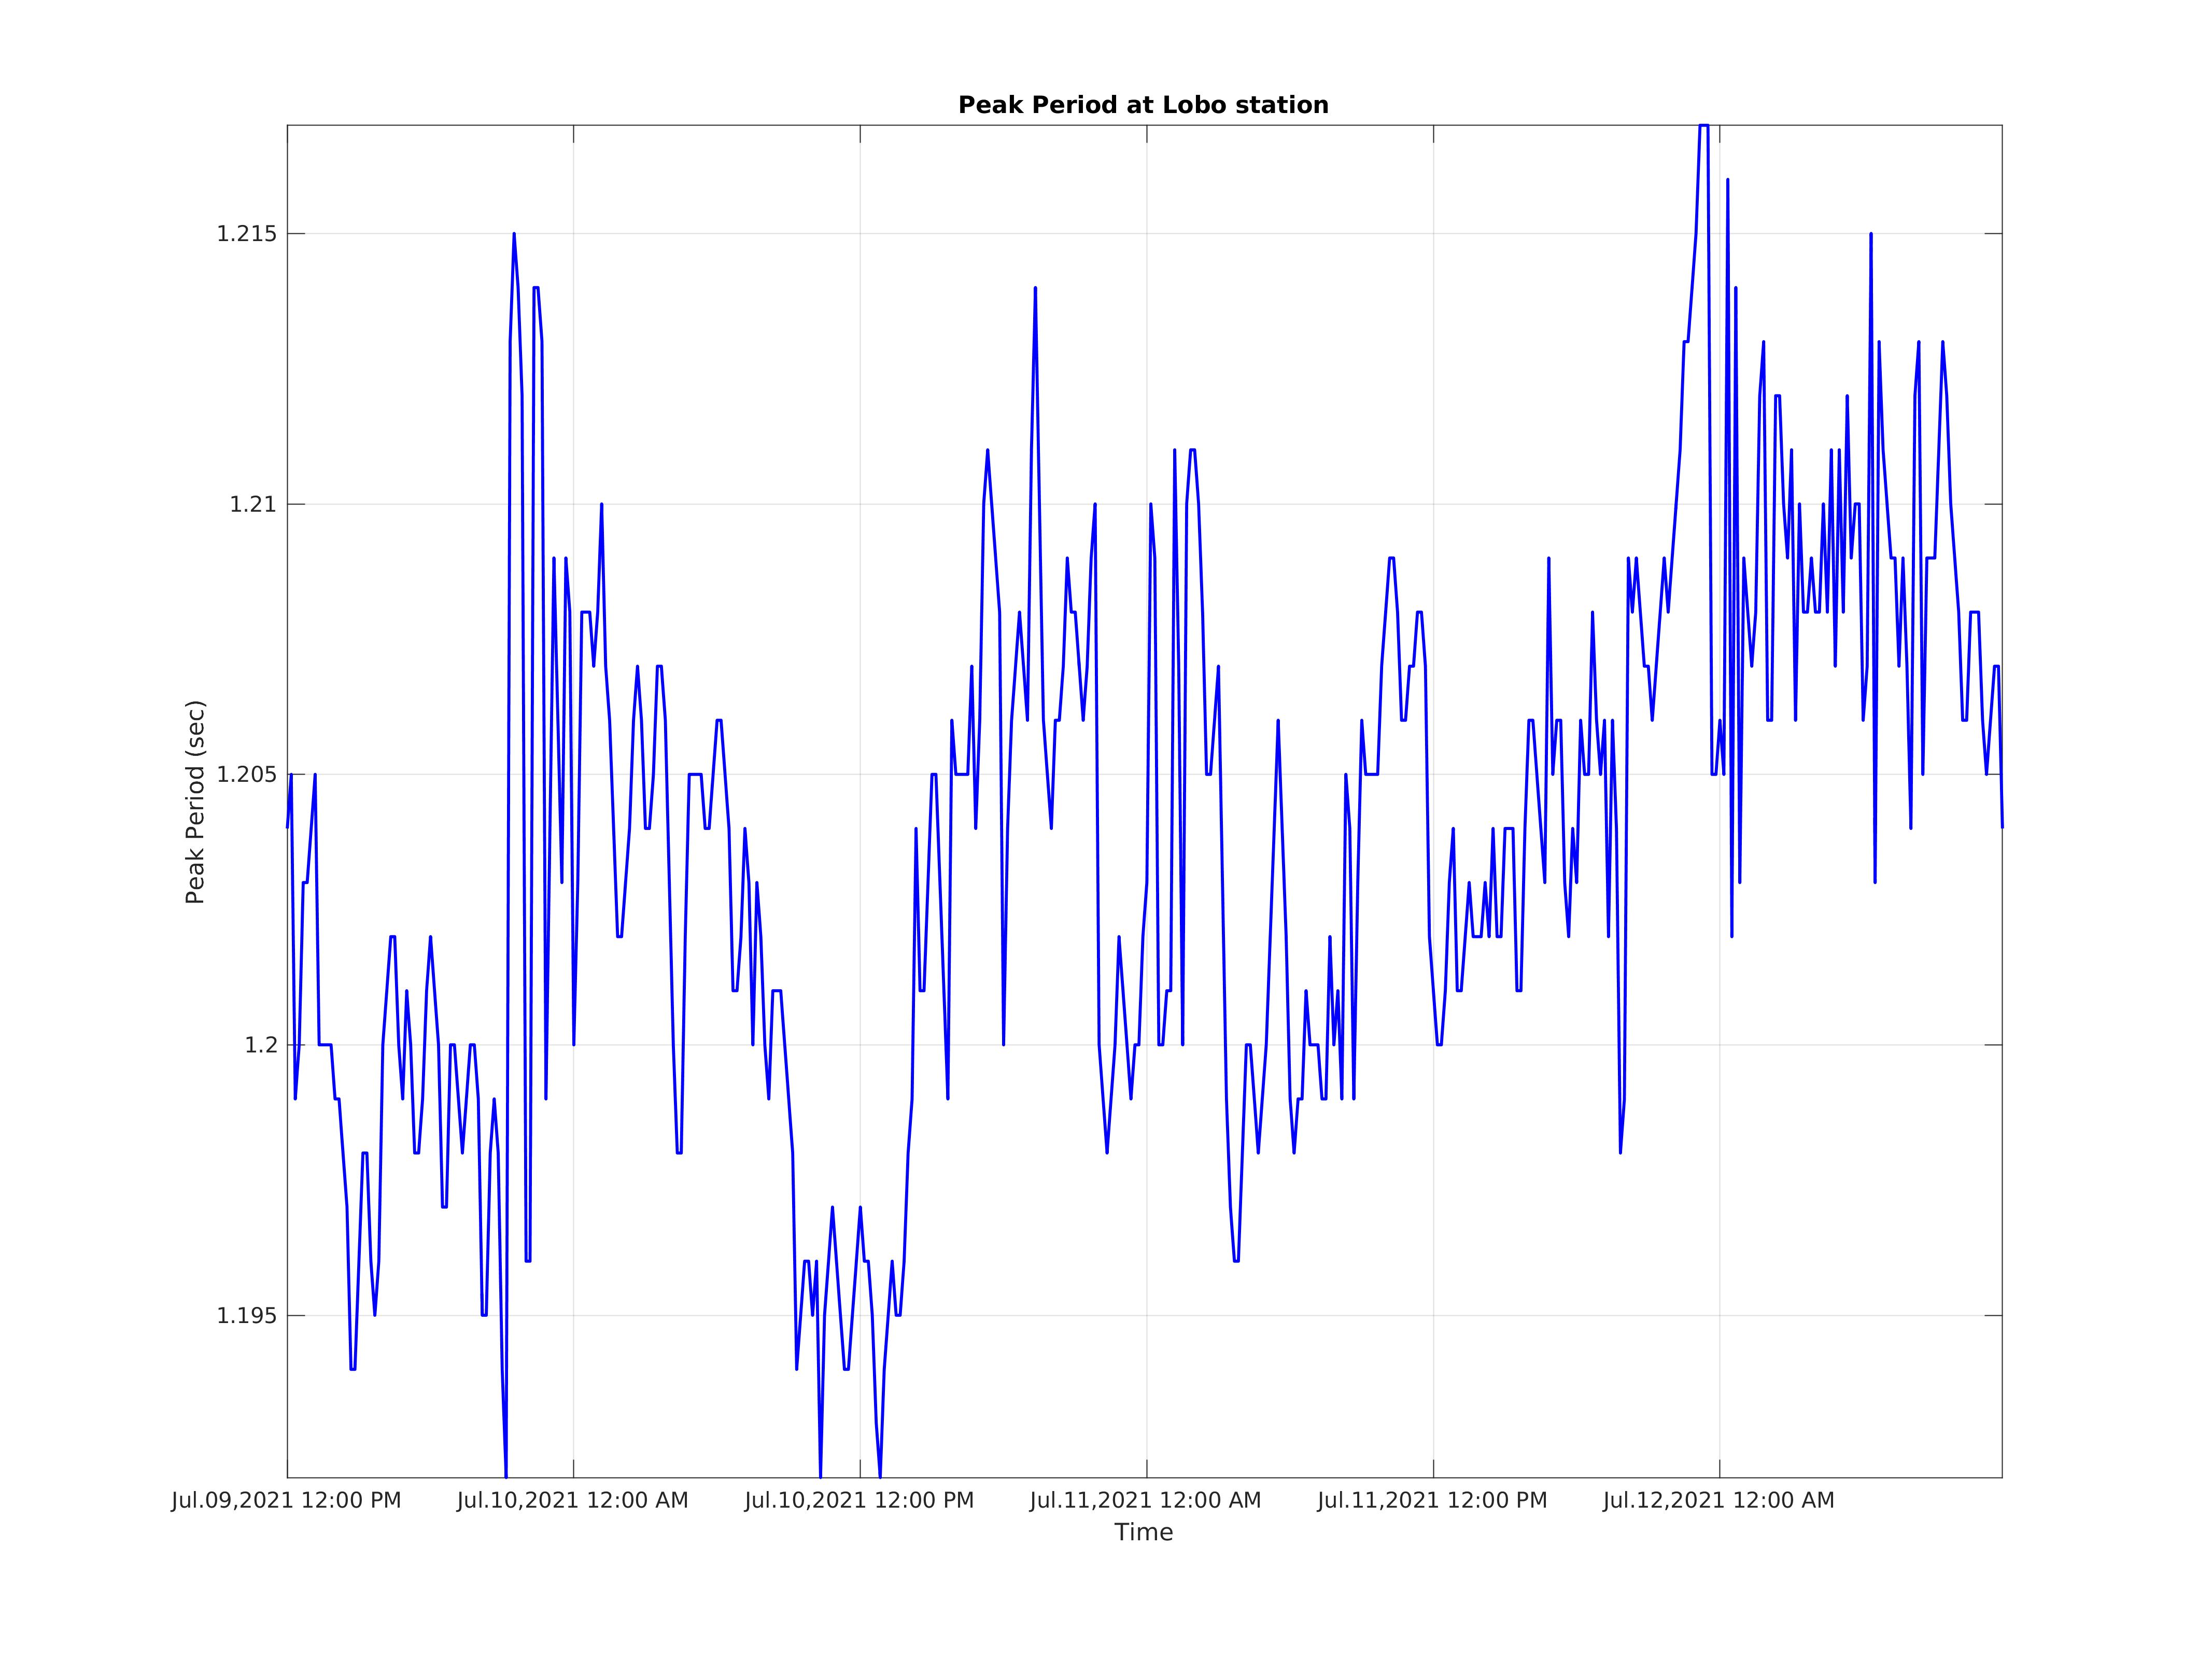 Peak Period at Lobo station
1.215
1.21
1.205
1.2
1.195
Peak Period (sec)
Jul.09,2021 12:00 PM
Jul.10,2021 12:00 AM
Jul.10,2021 12:00 PM
Jul.11,2021 12:00 AM
Jul.11,2021 12:00 PM
Jul.12,2021 12:00 AM
Time